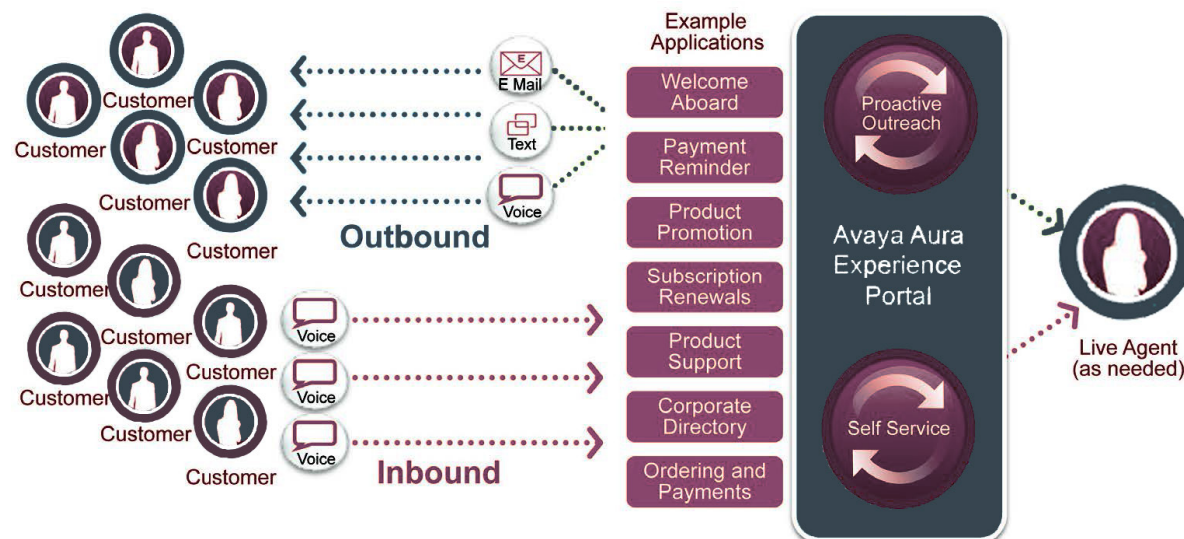 Customer
Customer
Customer
Customer
Customer
E
E Mail
Text
Voice
Outbound
Customer
Customer
Customer
Customer
Customer
Customer
Voice
Voice
Voice
Inbound
Example
Applications
Welcome
Aboard
Payment
Reminder
Product
Promotion
Subscription
Renewals
Product
Support
Corporate
Directory
Ordering and
Payments
Proactive
Outreach
Avaya Aura
Experience
Portal
Self Service
Live Agent
(as needed)